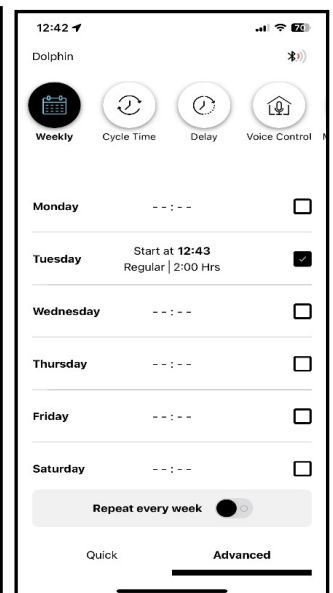 12:42
70
Dolphin
Weekly
Cycle Time
Delay
Voice Control
Monday
--:--
Tuesday
Start at 12:43
Regular | 2:00 Hrs
Wednesday
--:--
Thursday
--:--
Friday
--:--
Saturday
--:--
Repeat every week
Quick
Advanced